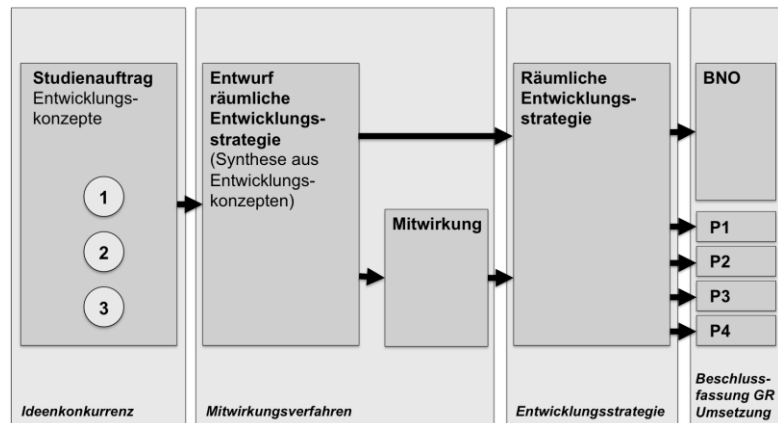 Studienauftrag
Entwicklungs-
konzepte
1
2
3
Ideenkonkurrenz
Entwurf
räumliche
Entwicklungs-
strategie
(Synthese aus
Entwicklungs-
konzepten)
Mitwirkung
Mitwirkungsverfahren
Räumliche
Entwicklungs-
strategie
Entwicklungsstrategie
BNO
P1
P2
P3
P4
Beschluss-
fassung GR
Umsetzung